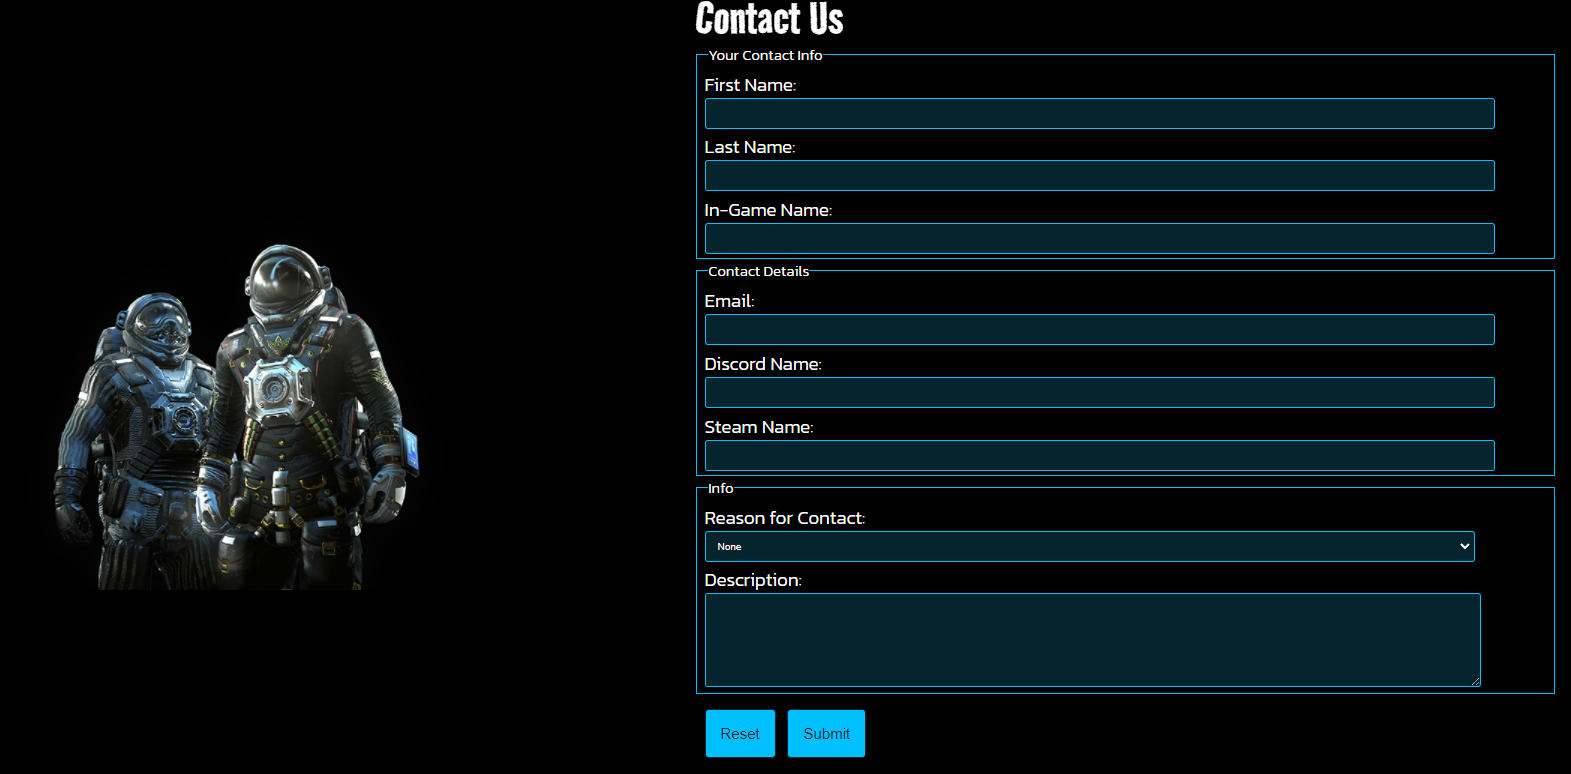 Contact Us
Your Contact Info
First Name:
Last Name:
In-Game Name:
Contact Details
Email:
Discord Name:
Steam Name:
Info
Reason for Contact:
None
Description:
Reset Submit